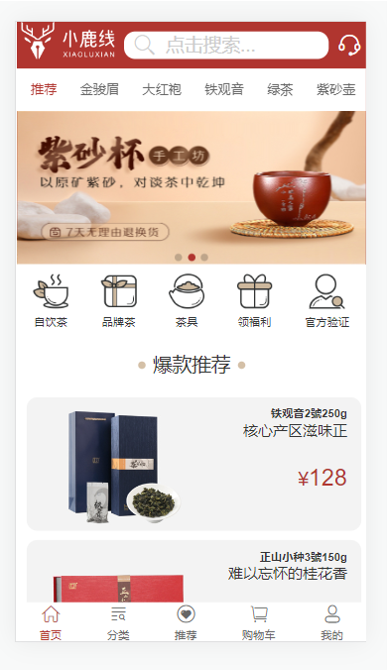 小鹿线
XIAOLUXIAN
点击搜索...
推荐 金骏眉 大红袍 铁观音 绿茶 紫砂壶
紫砂杯 手工坊
以原矿紫砂，对谈茶中乾坤
7天无理由退换货
自饮茶 品牌茶 茶具 领福利 官方验证
爆款推荐
铁观音2號250g
核心产区滋味正
¥128
正山小种3號150g
难以忘怀的桂花香
首页 分类 推荐 购物车 我的